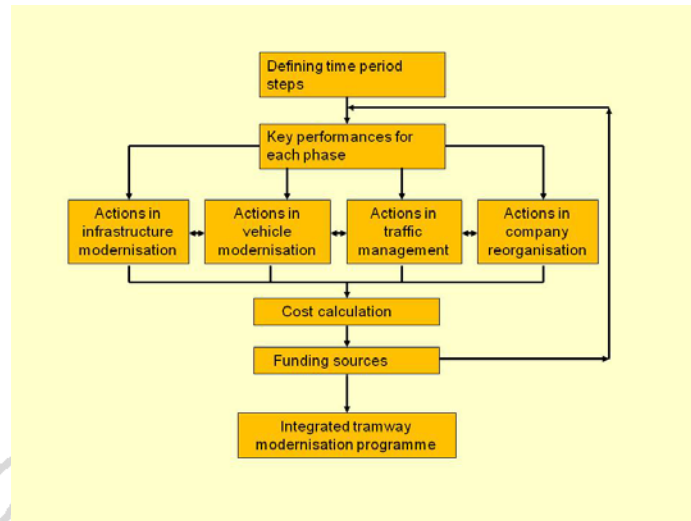 Defining time period
steps
Key performances for
each phase
Actions in
infrastructure
modernisation
Actions in
vehicle
modernisation
Actions in
traffic
management
Actions in
company
reorganisation
Cost calculation
Funding sources
Integrated tramway
modernisation programme